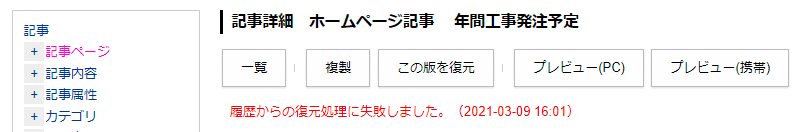 記事詳細　ホームページ記事　年間工事発注予定
記事
+ 記事ページ
+ 記事内容
+ 記事属性
+ カテゴリ
一覧 複製 この版を復元 プレビュー(PC) プレビュー(携帯)
履歴からの復元処理に失敗しました。（2021-03-09 16:01）